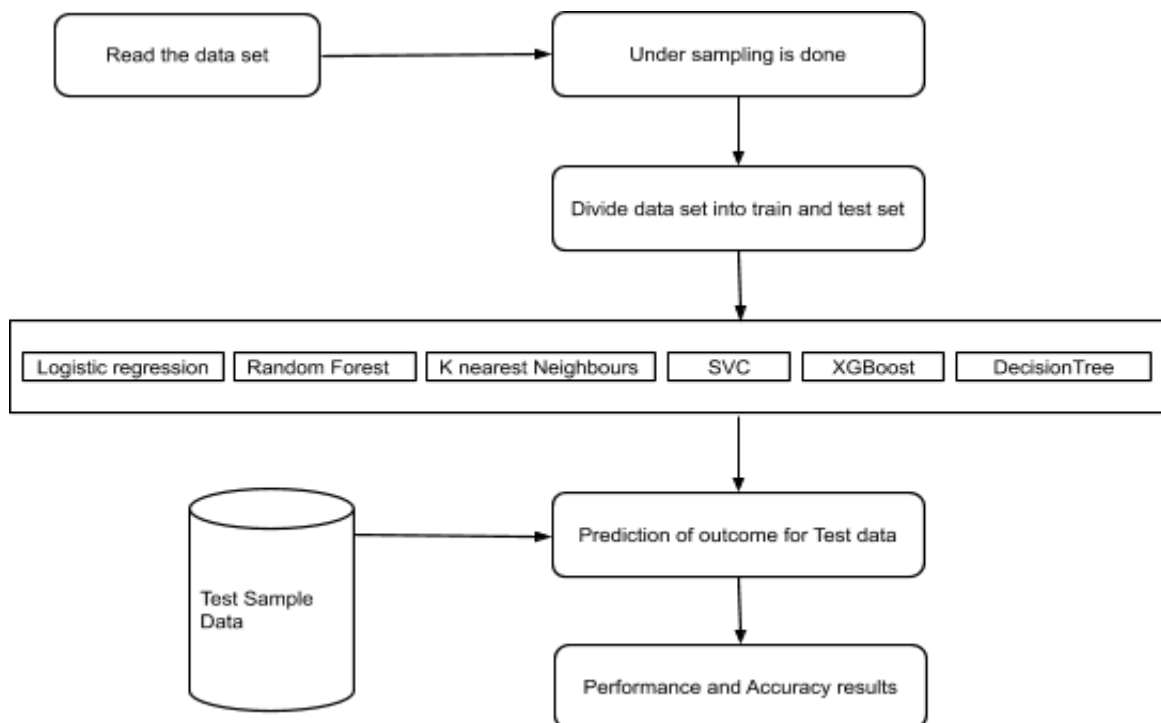 Read the data set
Under sampling is done
Divide data set into train and test set
Logistic regression
Random Forest
K nearest Neighbours
SVC
XGBoost
DecisionTree
Prediction of outcome for Test data
Test Sample
Data
Performance and Accuracy results